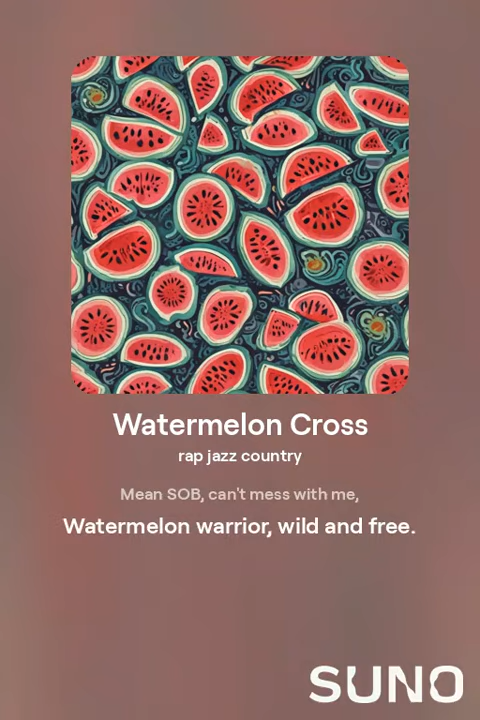 Watermelon Cross
rap jazz country
Mean SOB, can't mess with me,
Watermelon warrior, wild and free.
SUNO